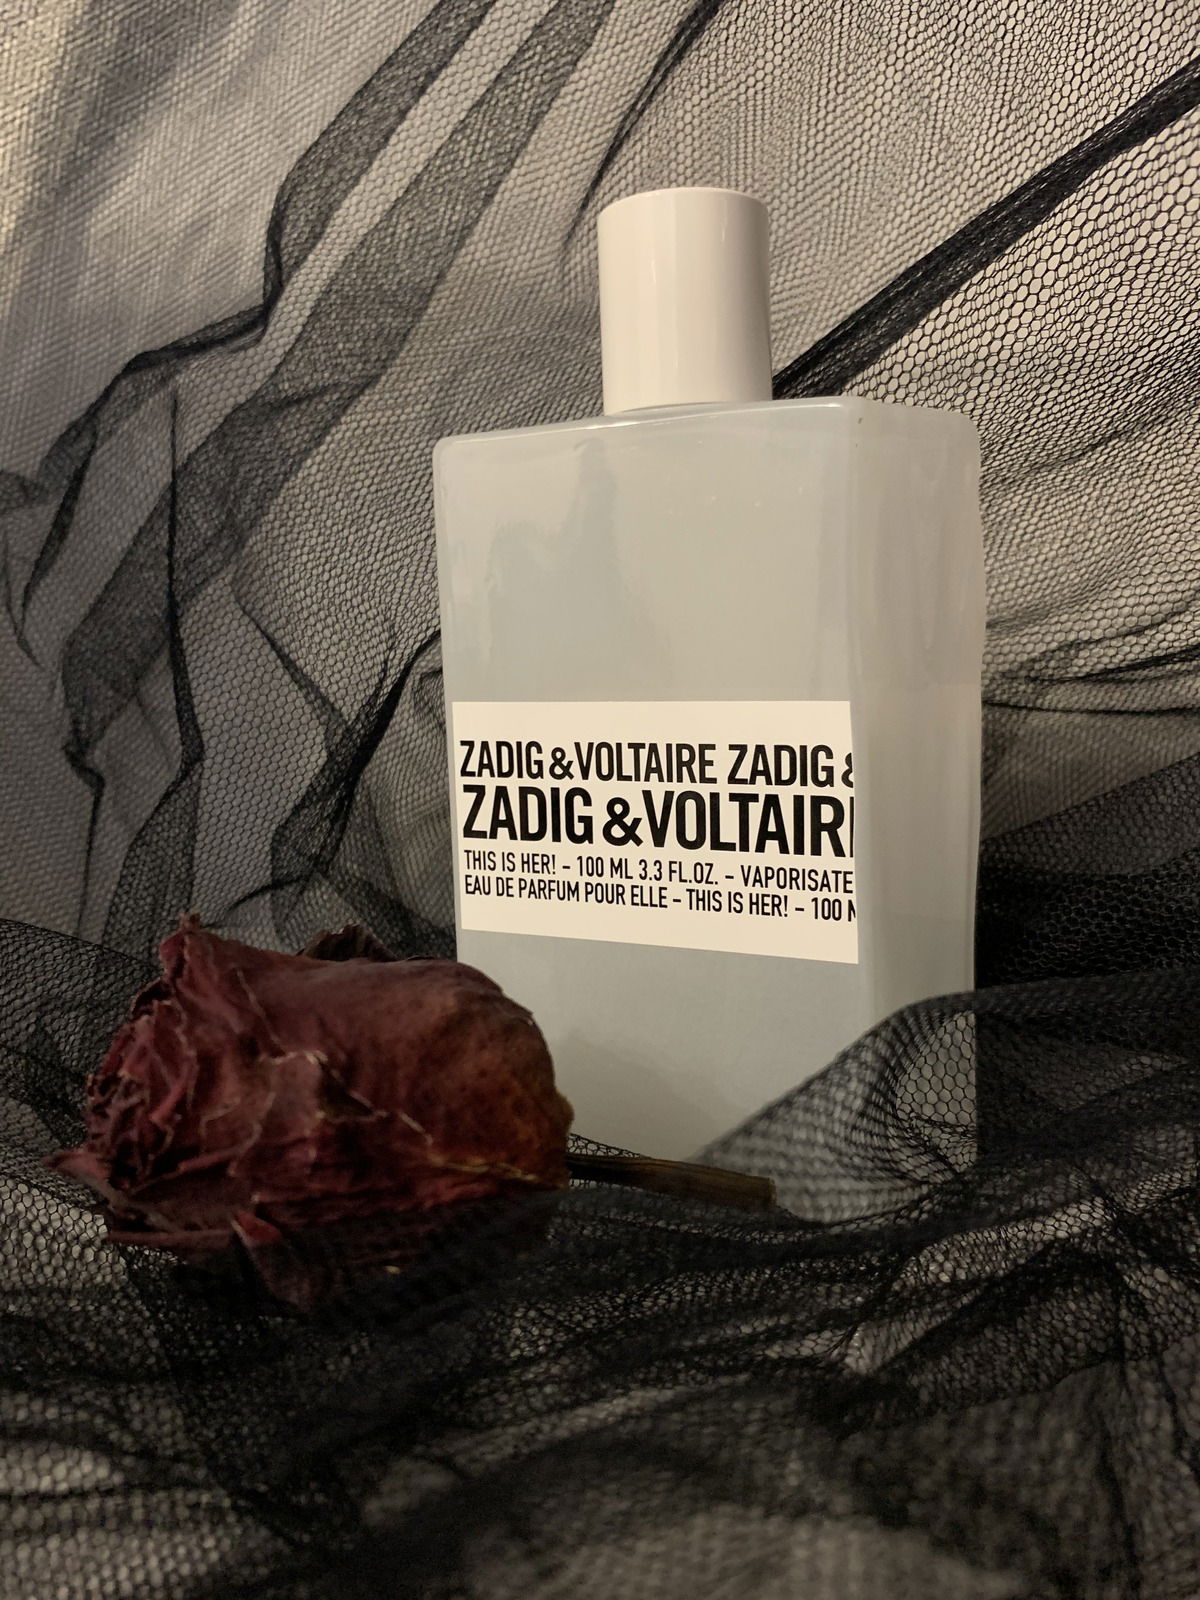 ZADIG & VOLTAIRE ZADIG &
ZADIG & VOLTAIRE
THIS IS HER! – 100 ML 3.3 FL.OZ. – VAPORISATE
EAU DE PARFUM POUR ELLE – THIS IS HER! – 100